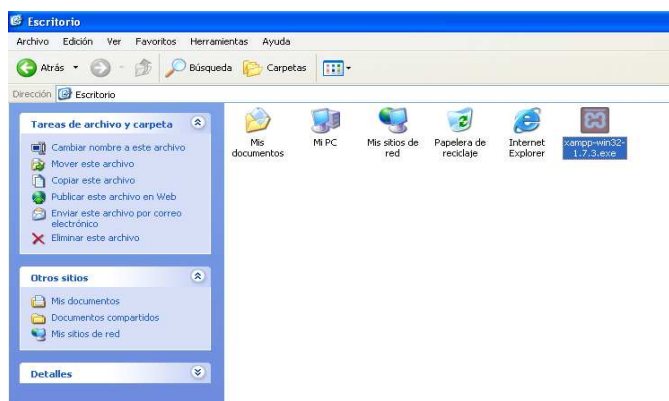 Escritorio
Archivo Edición Ver Favoritos Herramientas Ayuda
Atrás Búsqueda Carpetas
Dirección Escritorio
Tareas de archivo y carpeta
Cambiar nombre a este archivo
Mover este archivo
Copiar este archivo
Publicar este archivo en Web
Enviar este archivo por correo
electrónico
Eliminar este archivo
Otros sitios
Mis documentos
Documentos compartidos
Mis sitios de red
Detalles
Mis
documentos
Mi PC
Mis sitios de
red
Papelera de
reciclaje
Internet
Explorer
xampp-win32-
1.7.3.exe